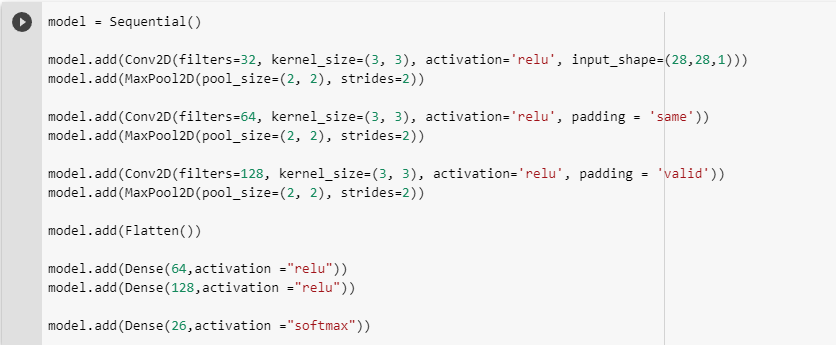 model = Sequential()
model.add(Conv2D(filters=32, kernel_size=(3, 3), activation='relu', input_shape=(28,28,1)))
model.add(MaxPool2D(pool_size=(2, 2), strides=2))
model.add(Conv2D(filters=64, kernel_size=(3, 3), activation='relu', padding = 'same'))
model.add(MaxPool2D(pool_size=(2, 2), strides=2))
model.add(Conv2D(filters=128, kernel_size=(3, 3), activation='relu', padding = 'valid'))
model.add(MaxPool2D(pool_size=(2, 2), strides=2))
model.add(Flatten())
model.add(Dense(64,activation ="relu"))
model.add(Dense(128,activation ="relu"))
model.add(Dense(26,activation ="softmax"))